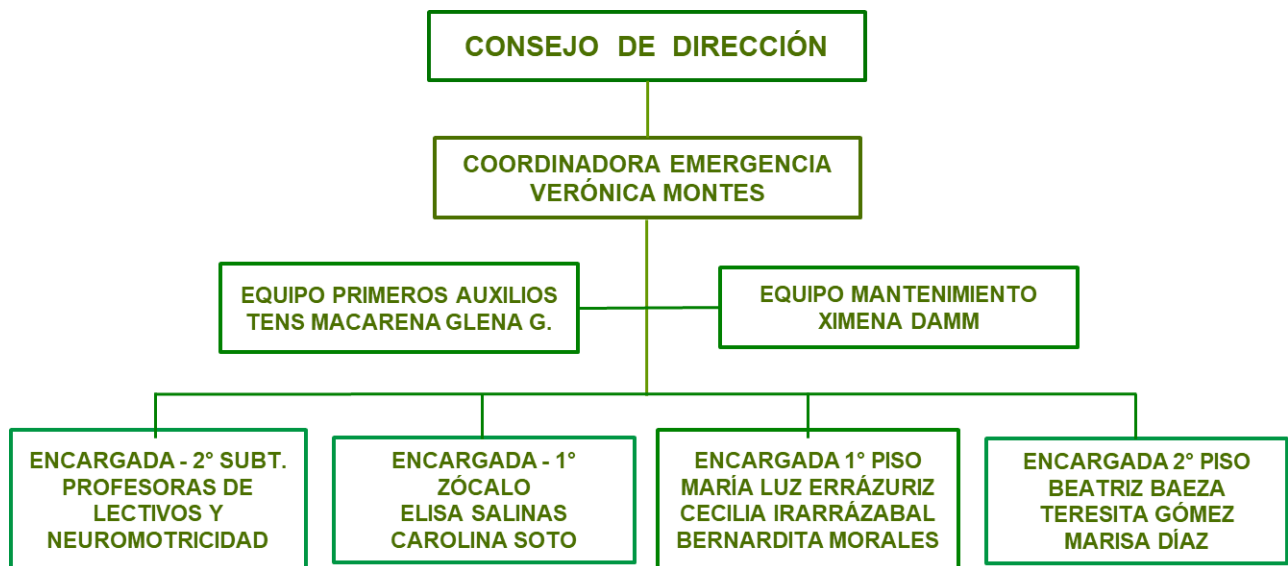 CONSEJO DE DIRECCIÓN
COORDINADORA EMERGENCIA
VERÓNICA MONTES
EQUIPO PRIMEROS AUXILIOS
TENS MACARENA GLENA G.
EQUIPO MANTENIMIENTO
XIMENA DAMM
ENCARGADA - 2° SUBT.
PROFESORAS DE
LECTIVOS Y
NEUROMOTRICIDAD
ENCARGADA - 1°
ZÓCALO
ELISA SALINAS
CAROLINA SOTO
ENCARGADA 1° PISO
MARÍA LUZ ERRÁZURIZ
CECILIA IRARRÁZABAL
BERNARDITA MORALES
ENCARGADA 2° PISO
BEATRIZ BAEZA
TERESITA GÓMEZ
MARISA DÍAZ